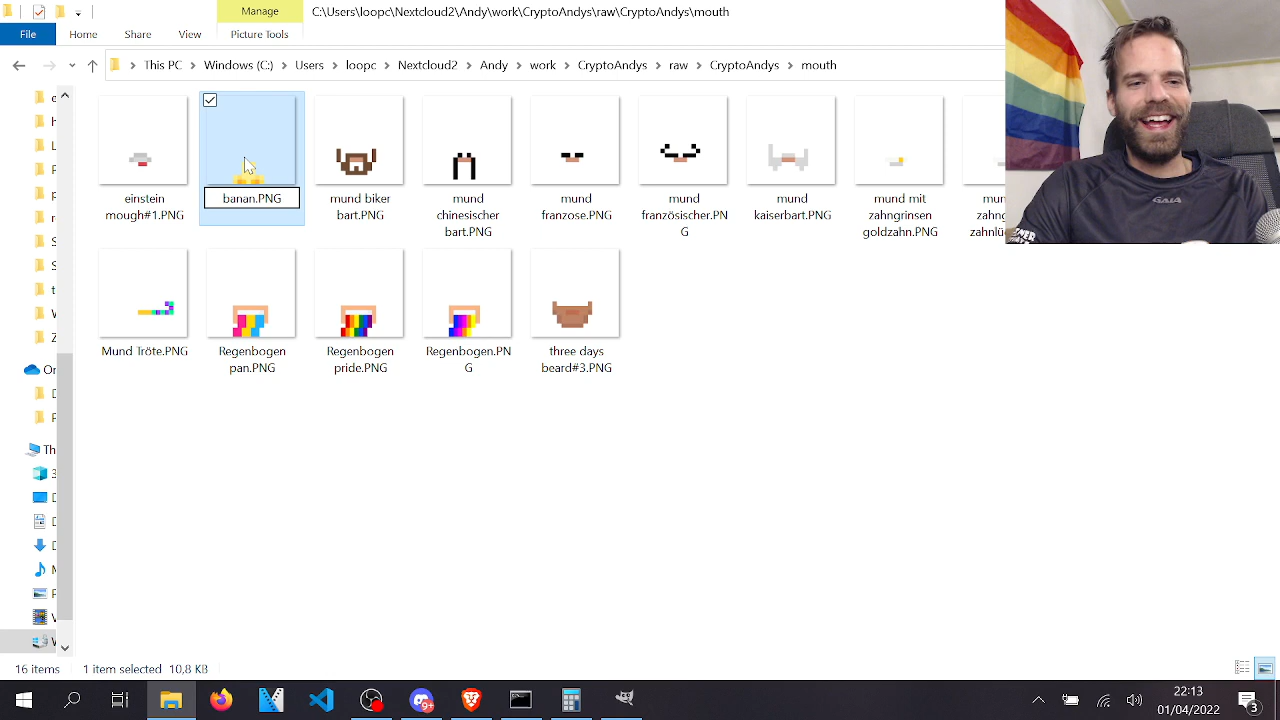 Manage
C:\Users\loopc\Nextcloud2\Andy\work\CryptoAndys\raw\CryptoAndys\mouth
File
Home
Share
View
Picture Tools
This PC
Windows (C:)
Users
loopc
Nextcloud2
Andy
work
CryptoAndys
raw
CryptoAndys
mouth
einstein
mough#1.PNG
banan.PNG
mund biker
bart.PNG
mund
chinesischer
bart.PNG
mund
franzose.PNG
mund
französischer.PN
G
mund
kaiserbart.PNG
mund mit
zahngrinsen
goldzahn.PNG
Mund Tröte.PNG
Regenbogen
pan.PNG
Regenbogen
pride.PNG
Regenbogen.PN
G
three days
beard#3.PNG
GAIA
16 items
1 item selected
10,8 KB
9+
22:13
01/04/2022
3